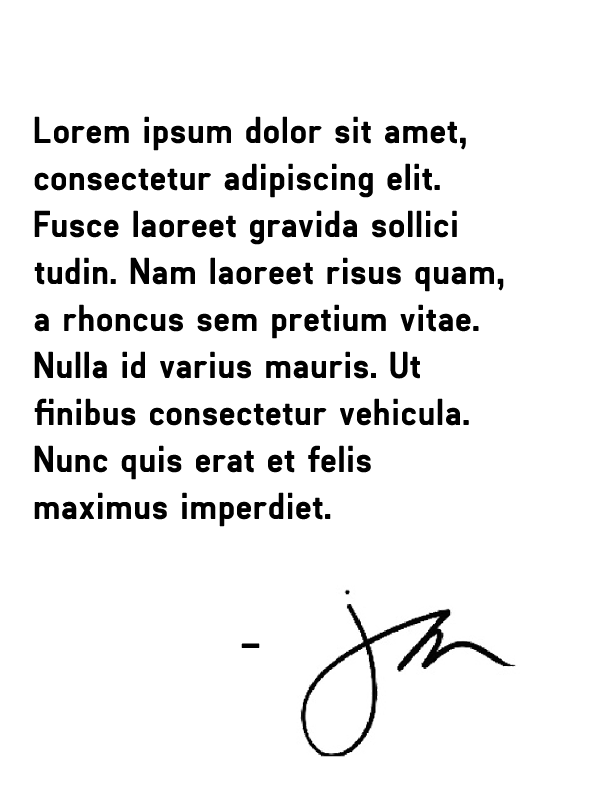 Lorem ipsum dolor sit amet,
consectetur adipiscing elit.
Fusce laoreet gravida sollici
tudin. Nam laoreet risus quam,
a rhoncus sem pretium vitae.
Nulla id varius mauris. Ut
finibus consectetur vehicula.
Nunc quis erat et felis
maximus imperdiet.
–